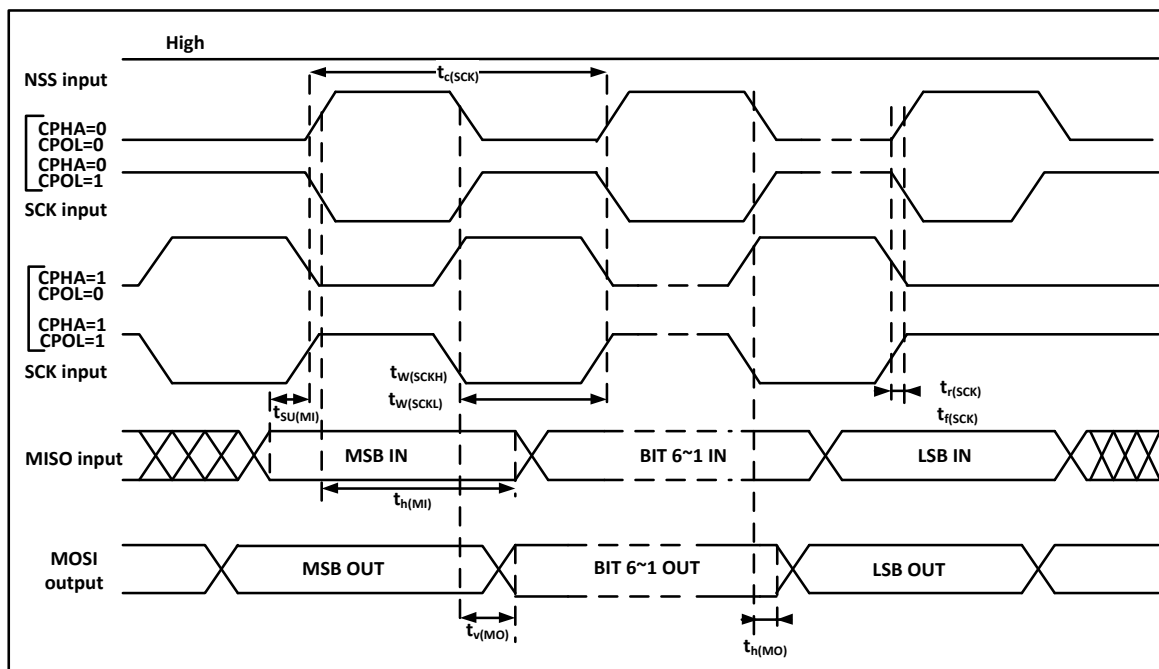 High
NSS input
tc(SCK)
CPHA=0
CPOL=0
CPHA=0
CPOL=1
SCK input
CPHA=1
CPOL=0
CPHA=1
CPOL=1
SCK input
tW(SCKH)
tW(SCKL)
tr(SCK)
tf(SCK)
tSU(MI)
MISO input
MSB IN
BIT 6~1 IN
LSB IN
th(MI)
MOSI
output
MSB OUT
BIT 6~1 OUT
LSB OUT
tv(MO)
th(MO)